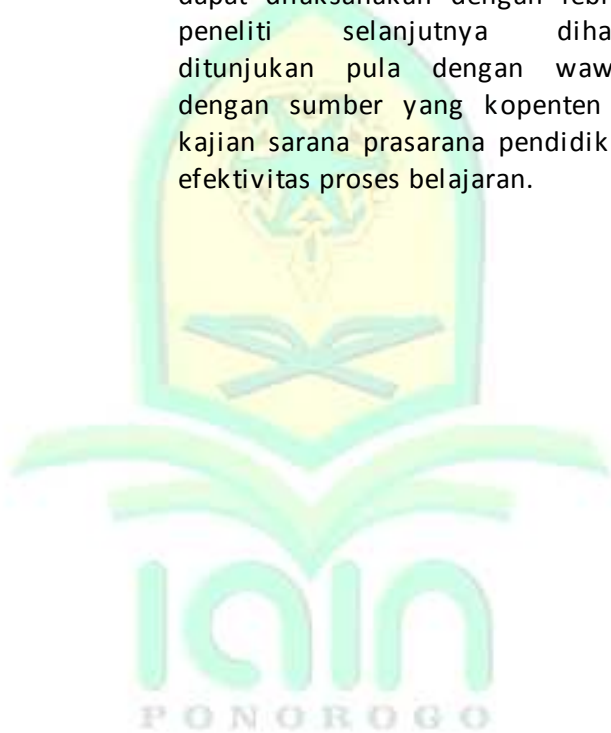 peneliti selanjutnya diha
ditunjukan pula dengan waw
dengan sumber yang kopenten
kajian sarana prasarana pendidik
efektivitas proses belajaran.
iain
PONOROGO